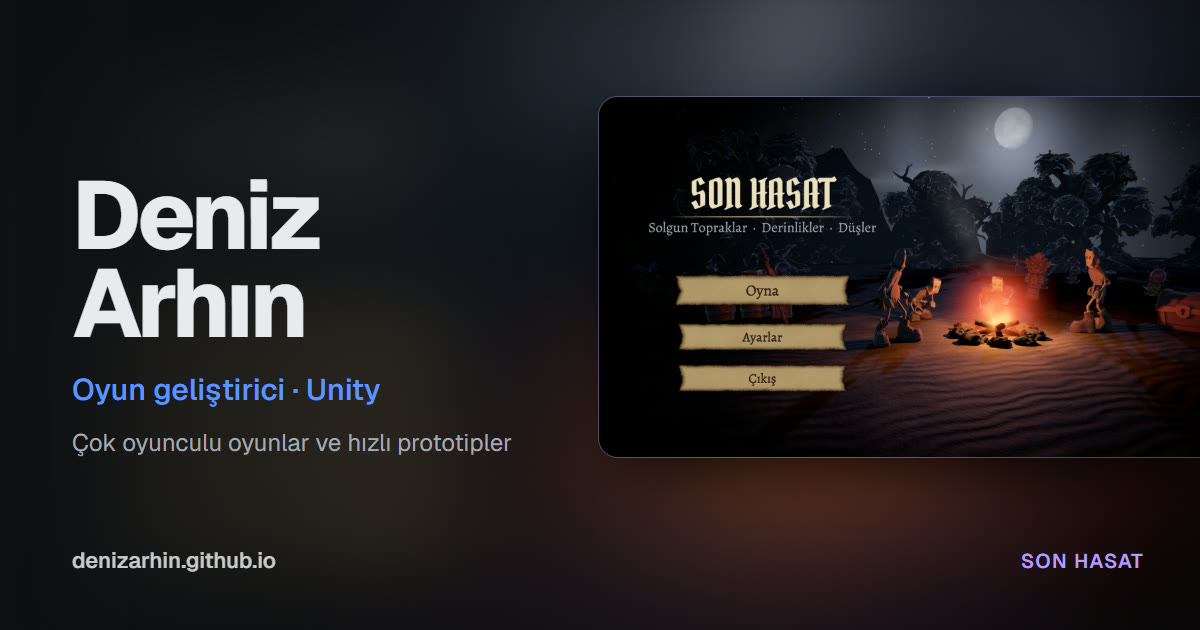 Deniz
Arhın
Oyun geliştirici · Unity
Çok oyunculu oyunlar ve hızlı prototipler
denizarhin.github.io
SON HASAT
Solgun Topraklar · Derinlikler · Düşler
Oyna
Ayarlar
Çıkış
SON HASAT